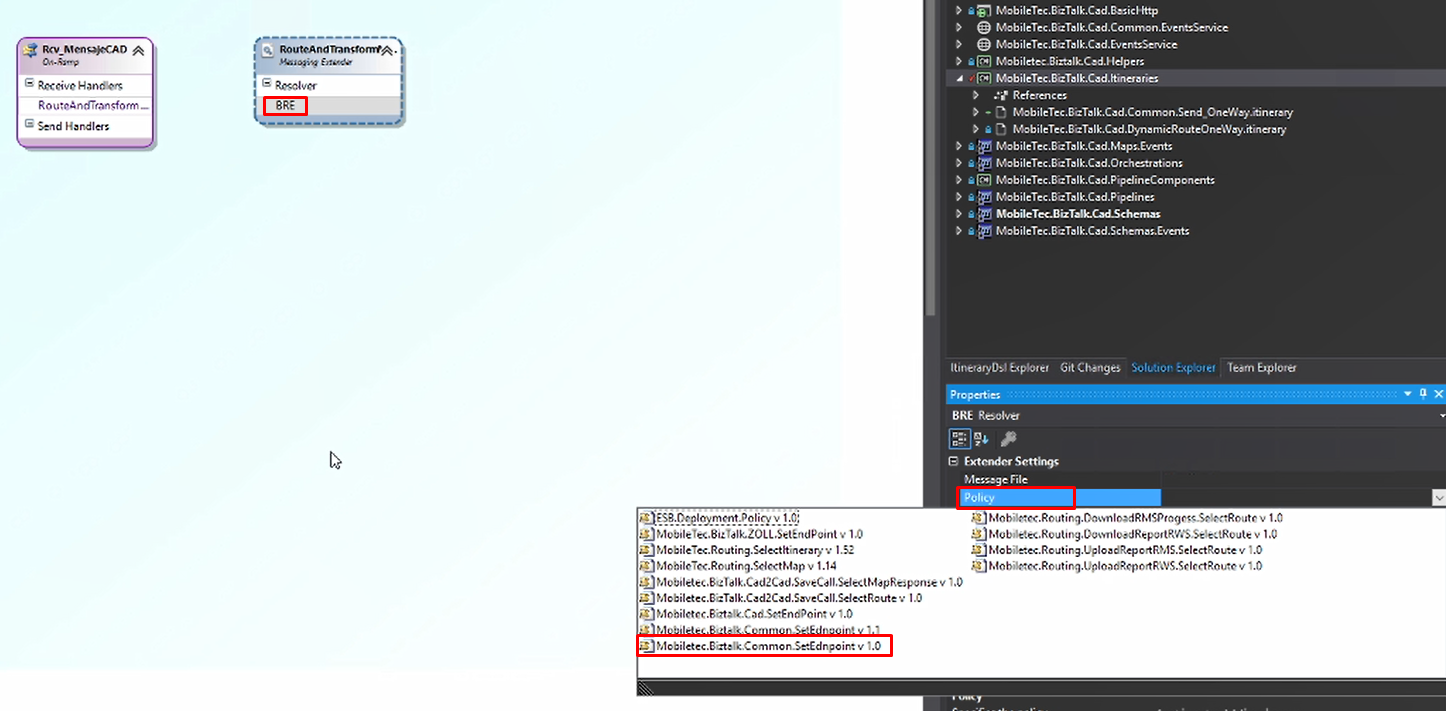 Rcv_MensajeCAD
On-Ramp
Receive Handlers
RouteAndTransform...
Send Handlers
RouteAndTransform
Messaging Extender
Resolver
BRE
MobileTec.BizTalk.Cad.BasicHttp
MobileTec.BizTalk.Cad.Common.EventsService
MobileTec.BizTalk.Cad.EventsService
Mobiletec.Biztalk.Cad.Helpers
MobileTec.BizTalk.Cad.Itineraries
References
MobileTec.BizTalk.Cad.Common.Send_OneWay.itinerary
MobileTec.BizTalk.Cad.DynamicRouteOneWay.itinerary
MobileTec.BizTalk.Cad.Maps.Events
MobileTec.BizTalk.Cad.Orchestrations
MobileTec.BizTalk.Cad.PipelineComponents
MobileTec.BizTalk.Cad.Pipelines
MobileTec.BizTalk.Cad.Schemas
MobileTec.BizTalk.Cad.Schemas.Events
ItineraryDsl Explorer Git Changes Solution Explorer Team Explorer
Properties
BRE Resolver
Extender Settings
Message File
Policy
ESB.Deployment.Policy v 1.0
MobileTec.BizTalk.ZOLL.SetEndPoint v 1.0
MobileTec.Routing.SelectItinerary v 1.52
MobileTec.Routing.SelectMap v 1.14
Mobiletec.BizTalk.Cad2Cad.SaveCall.SelectMapResponse v 1.0
Mobiletec.BizTalk.Cad2Cad.SaveCall.SelectRoute v 1.0
Mobiletec.Biztalk.Cad.SetEndPoint v 1.0
Mobiletec.Biztalk.Common.SetEdnpoint v 1.1
Mobiletec.Biztalk.Common.SetEdnpoint v 1.0
Mobiletec.Routing.DownloadRMSProgess.SelectRoute v 1.0
Mobiletec.Routing.DownloadReportRWS.SelectRoute v 1.0
Mobiletec.Routing.UploadReportRMS.SelectRoute v 1.0
Mobiletec.Routing.UploadReportRWS.SelectRoute v 1.0
Policy